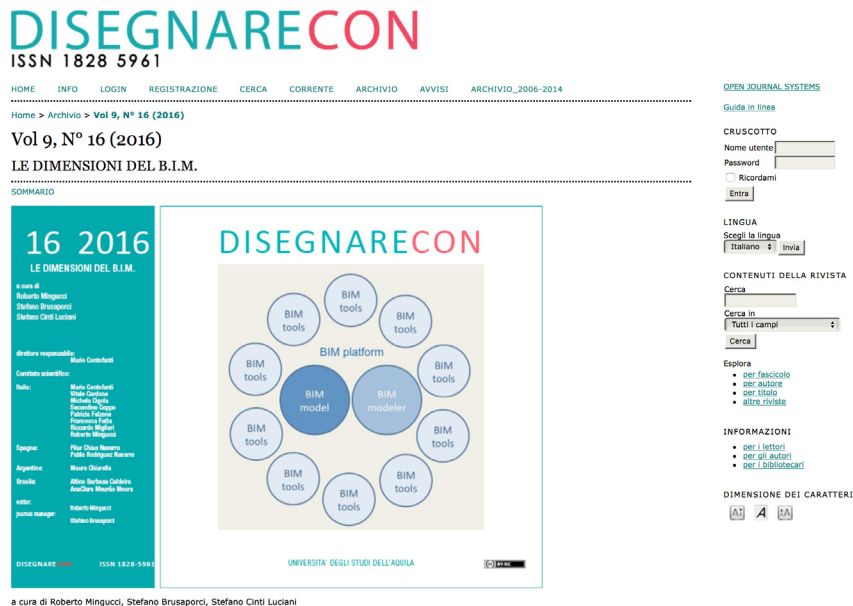 DISEGNARECON
ISSN 1828 5961
HOME INFO LOGIN REGISTRAZIONE CERCA CORRENTE ARCHIVIO AVVISI ARCHIVIO_2006-2014
Home > Archivio > Vol 9, N° 16 (2016)
Vol 9, N° 16 (2016)
LE DIMENSIONI DEL B.I.M.
SOMMARIO
16 2016
LE DIMENSIONI DEL B.I.M.
a cura di
Roberto Mingucci
Stefano Brusaporci
Stefano Cinti Luciani
direttore responsabile:
Mario Centofanti
Comitato scientifico:
Italia: Mario Centofanti
Vitale Cardone
Michela Cigola
Secondino Coppo
Patrizia Falzone
Francesca Fatta
Riccardo Migliari
Roberto Mingucci
Spagna: Pilar Chias Navarro
Pablo Rodríguez Navarro
Argentina: Mauro Chiarella
Brasile: Altino Barbosa Caldeira
AnaClara Mourão Moura
editor: Roberto Mingucci
journal manager: Stefano Brusaporci
DISEGNARECON ISSN 1828-5961
DISEGNARECON
BIM
tools
BIM
tools
BIM
tools
BIM platform
BIM
tools
BIM
tools
BIM
model
BIM
modeler
BIM
tools
BIM
tools
BIM
tools
BIM
tools
BIM
tools
UNIVERSITA' DEGLI STUDI DELL'AQUILA
(cc) BY-NC
a cura di Roberto Mingucci, Stefano Brusaporci, Stefano Cinti Luciani
OPEN JOURNAL SYSTEMS
Guida in linea
CRUSCOTTO
Nome utente
Password
Ricordami
Entra
LINGUA
Scegli la lingua
Italiano Invia
CONTENUTI DELLA RIVISTA
Cerca
Cerca in
Tutti i campi
Cerca
Esplora
per fascicolo
per autore
per titolo
altre riviste
INFORMAZIONI
per i lettori
per gli autori
per i bibliotecari
DIMENSIONE DEI CARATTERI
A A A